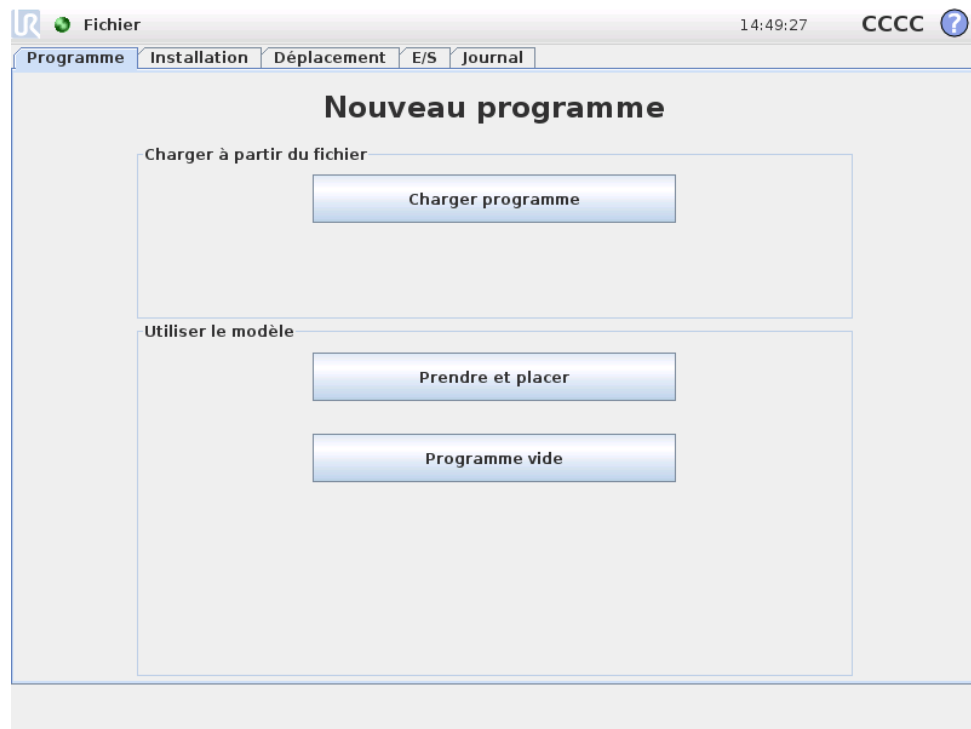 UR Fichier 14:49:27 CCCC ?
Programme Installation Déplacement E/S Journal
Nouveau programme
Charger à partir du fichier
Charger programme
Utiliser le modèle
Prendre et placer
Programme vide